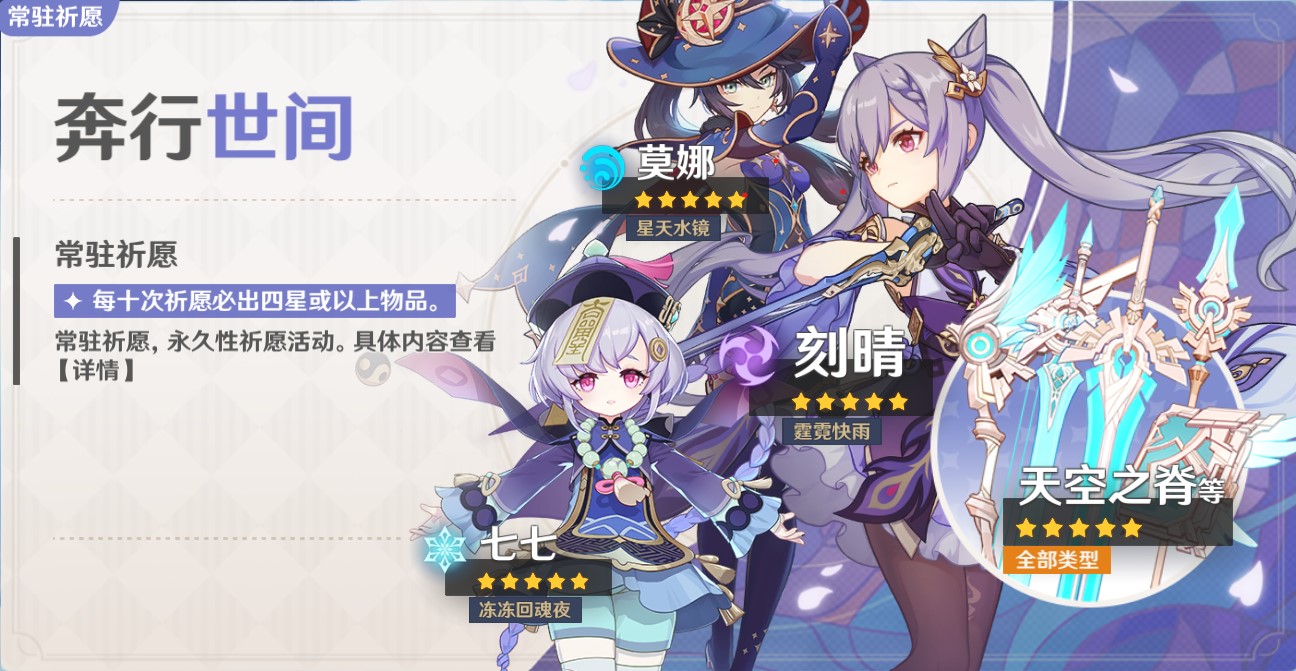 常驻祈愿
奔行世间
常驻祈愿
每十次祈愿必出四星或以上物品。
常驻祈愿，永久性祈愿活动。具体内容查看
【详情】
莫娜
星天水镜
刻晴
霆霓快雨
七七
冻冻回魂夜
天空之脊等
全部类型